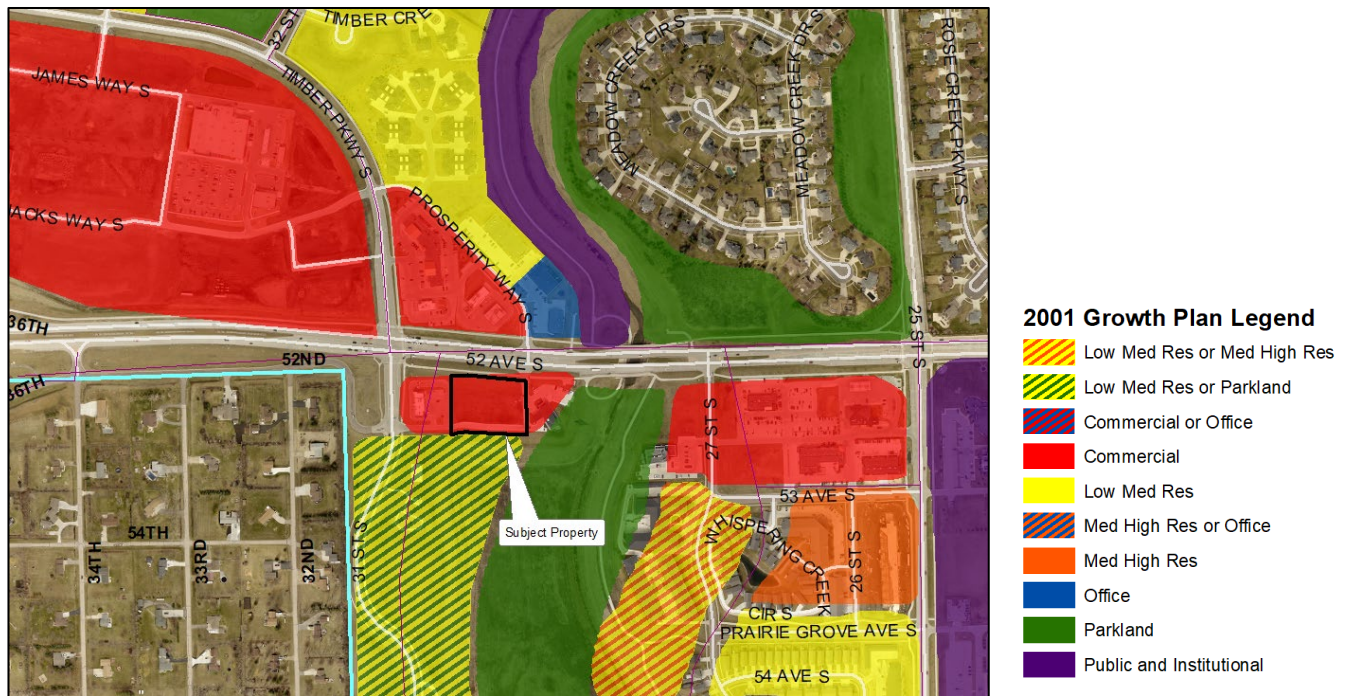 TIMBER CRE
32 ST
JAMES WAY S
TIMBER PKWY S
MEADOW CREEK CIR S
MEADOW CREEK DR S
ROSE CREEK PKWY S
JACKS WAY S
PROSPERITY WAY S
36TH
52ND
52 AVE S
25 ST S
36TH
27 ST S
53 AVE S
Subject Property
WHISPERING CREEK
CIR S
26 ST S
54TH
34TH
33RD
32ND
31 ST S
PRAIRIE GROVE AVE S
54 AVE S
2001 Growth Plan Legend
Low Med Res or Med High Res
Low Med Res or Parkland
Commercial or Office
Commercial
Low Med Res
Med High Res or Office
Med High Res
Office
Parkland
Public and Institutional